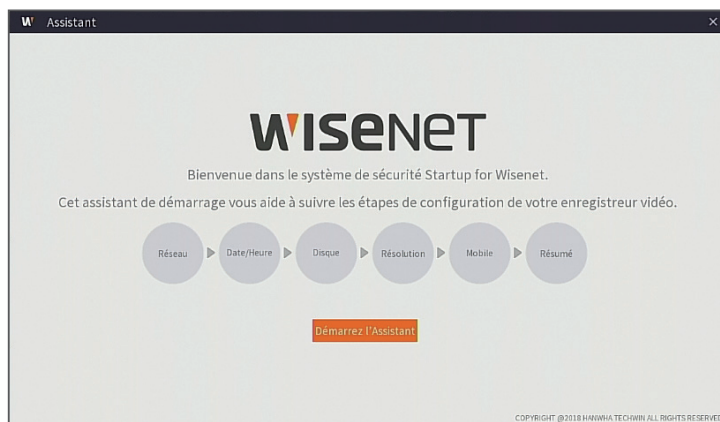 W Assistant
WISENET
Bienvenue dans le système de sécurité Startup for Wisenet.
Cet assistant de démarrage vous aide à suivre les étapes de configuration de votre enregistreur vidéo.
Réseau Date/Heure Disque Résolution Mobile Résumé
Démarrez l'Assistant
COPYRIGHT @2018 HANWHA TECHWIN ALL RIGHTS RESERVED